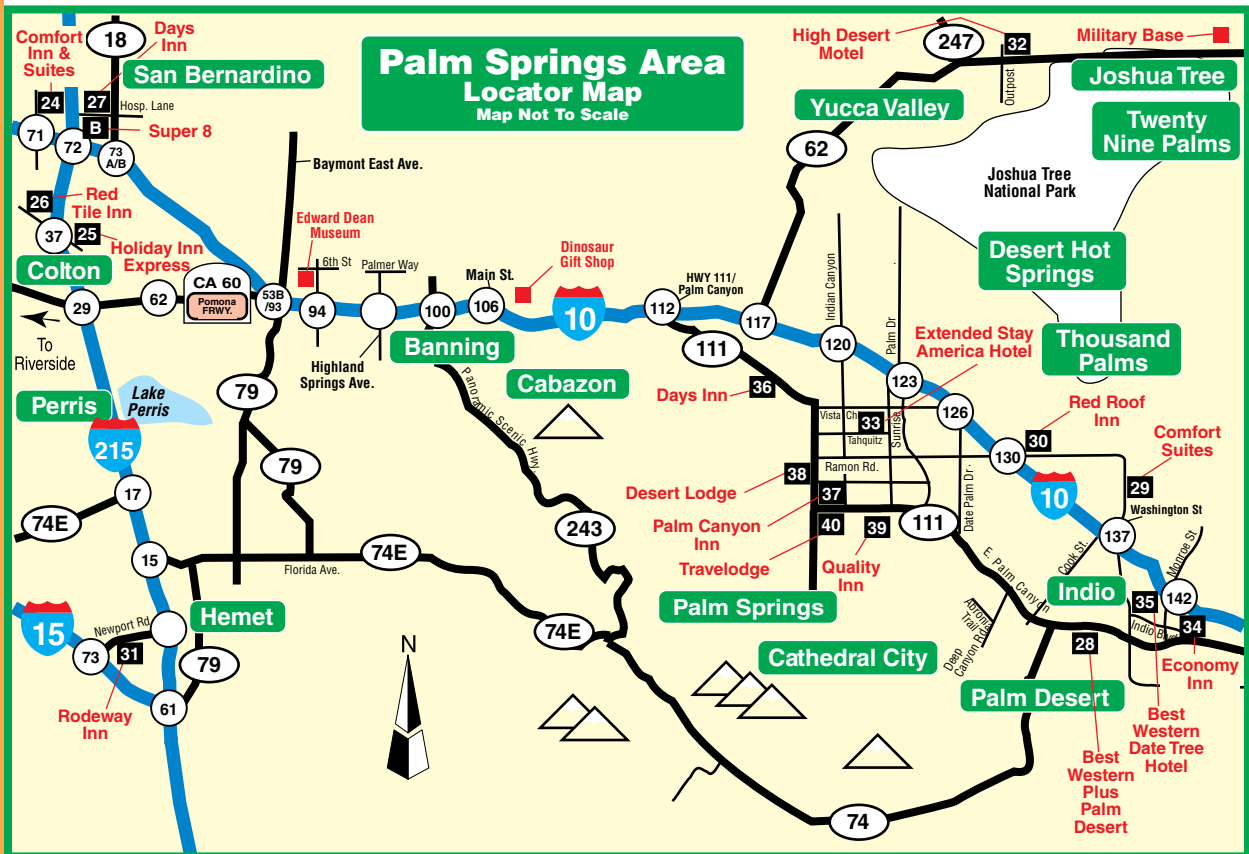 Palm Springs Area
Locator Map
Map Not To Scale
Comfort
Inn &
Suites
24
18
Days
Inn
27
San Bernardino
Hosp. Lane
B
Super 8
71
72
73
A/B
26
Red
Tile Inn
37
25
Holiday Inn
Express
Colton
29
62
CA 60
Pomona
FRWY.
53B
/93
To
Riverside
Baymont East Ave.
Edward Dean
Museum
6th St
94
Palmer Way
Highland
Springs Ave.
100
Main St.
106
Dinosaur
Gift Shop
10
Banning
Cabazon
Perris
Lake
Perris
215
79
79
17
74E
15
Florida Ave.
74E
74E
Hemet
15
Newport Rd.
73
31
79
61
Rodeway
Inn
N
Panoramic Scenic Hwy.
243
High Desert
Motel
247
32
Outpost
Military Base
Joshua Tree
Yucca Valley
Twenty
Nine Palms
62
Joshua Tree
National Park
Desert Hot
Springs
HWY 111/
Palm Canyon
112
117
111
Indian Canyon
Palm Dr.
120
Extended Stay
America Hotel
Thousand
Palms
123
Days Inn
36
Vista Ch
33
Sunrise
Tahquitz
126
Red Roof
Inn
30
130
Ramon Rd.
38
Desert Lodge
37
Palm Canyon
Inn
40
39
Travelodge
Quality
Inn
111
Date Palm Dr.
10
Comfort
Suites
29
Washington St
137
Cook St.
Monroe St
E. Palm Canyon
Indio
35
142
Indio Blv
34
Economy
Inn
Palm Springs
Abronia
Trail
Deep
Canyon Rd.
28
Cathedral City
Palm Desert
Best
Western
Date Tree
Hotel
Best
Western
Plus
Palm
Desert
74